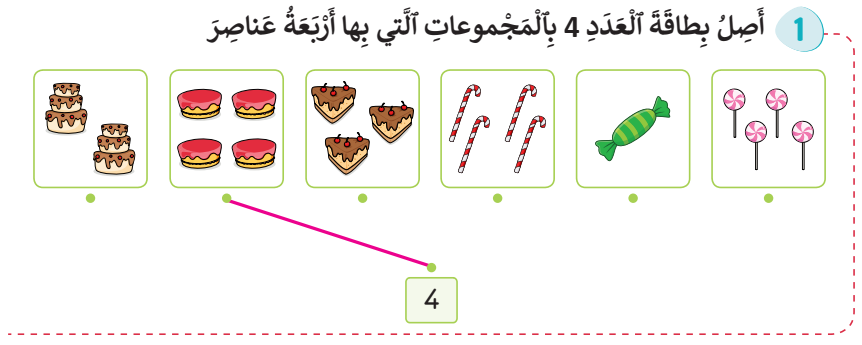 1 أَصِلُ بِطاقَةَ ٱلْعَدَدِ 4 بِٱلْمَجْموعاتِ ٱلَّتي بِها أَرْبَعَةُ عَناصِرَ
4